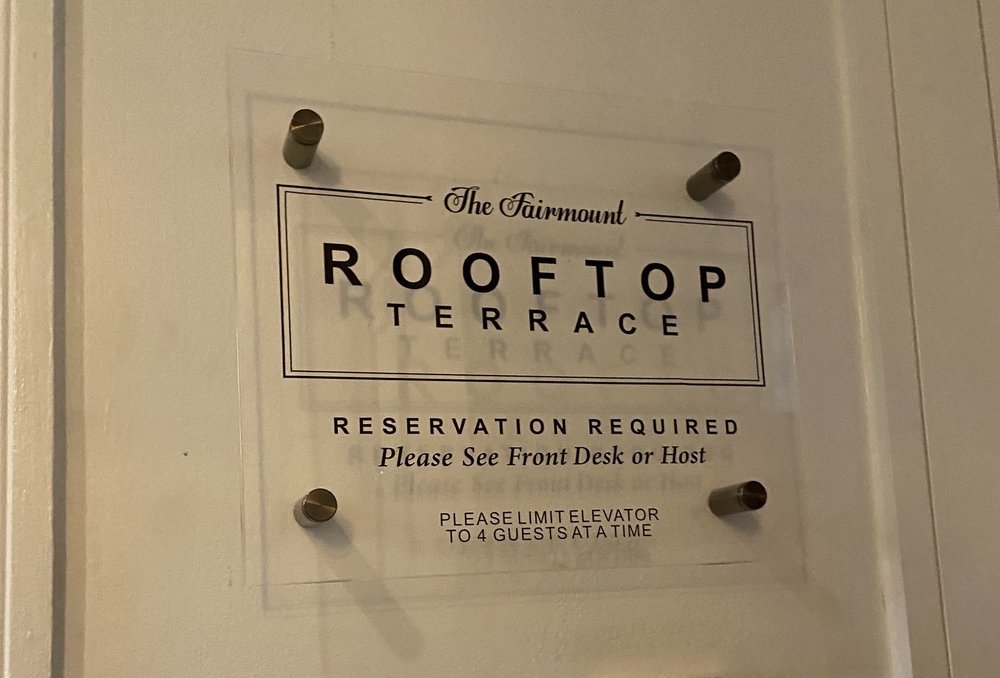 The Fairmount
ROOFTOP
TERRACE
RESERVATION REQUIRED
Please See Front Desk or Host
PLEASE LIMIT ELEVATOR
TO 4 GUESTS AT A TIME